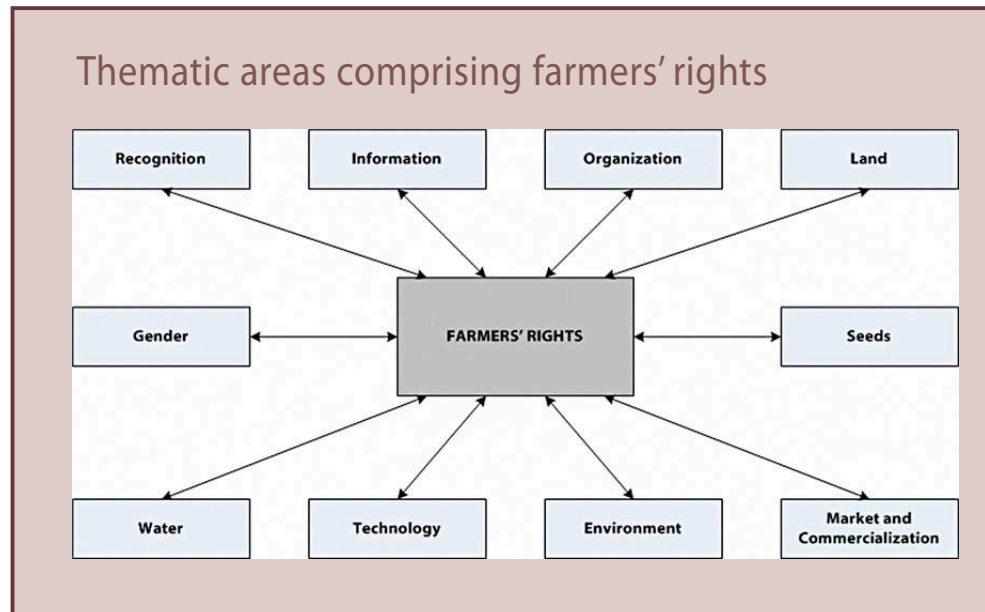 Thematic areas comprising farmers’ rights
Recognition
Information
Organization
Land
Gender
FARMERS’ RIGHTS
Seeds
Water
Technology
Environment
Market and
Commercialization